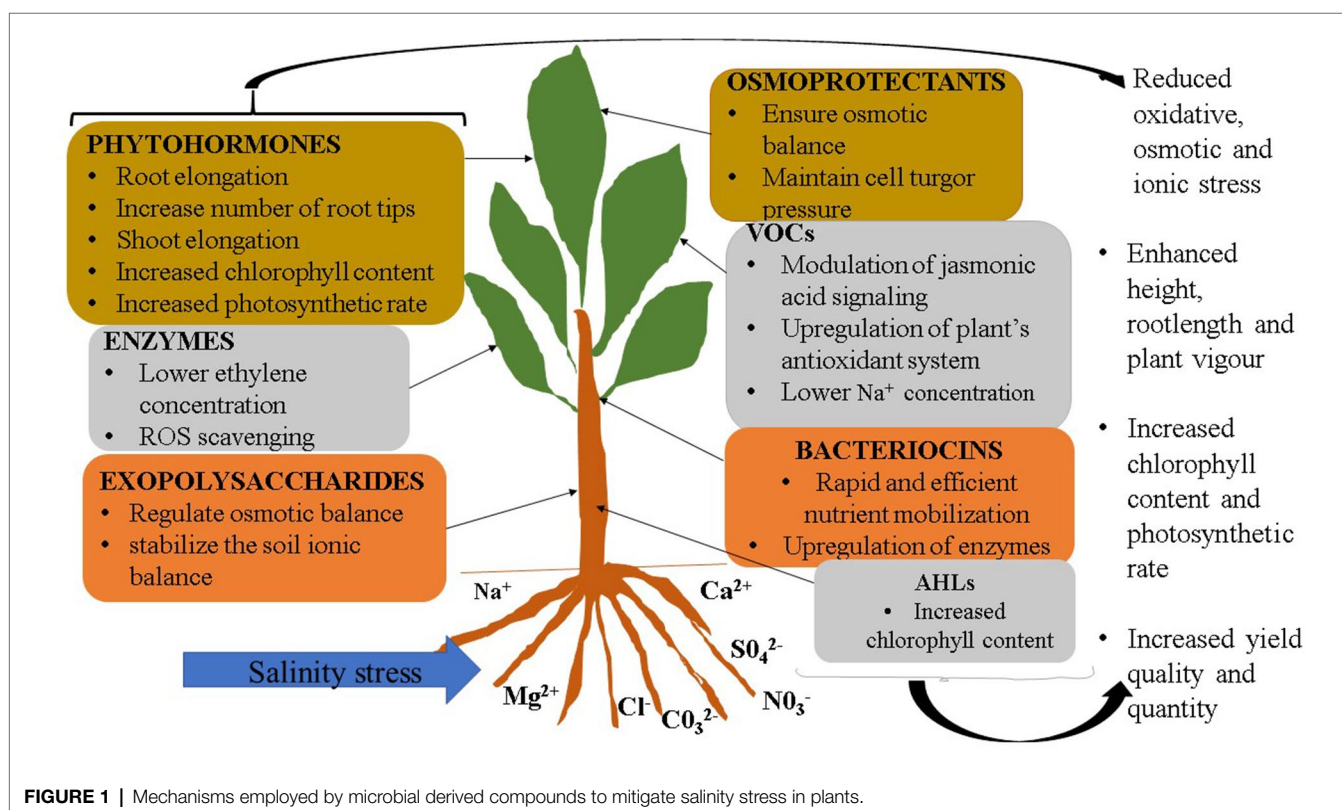 PHYTOHORMONES
• Root elongation
• Increase number of root tips
• Shoot elongation
• Increased chlorophyll content
• Increased photosynthetic rate
ENZYMES
• Lower ethylene
concentration
• ROS scavenging
EXOPOLYSACCHARIDES
• Regulate osmotic balance
• stabilize the soil ionic
balance
OSMOPROTECTANTS
• Ensure osmotic
balance
• Maintain cell turgor
pressure
VOCs
• Modulation of jasmonic
acid signaling
• Upregulation of plant's
antioxidant system
• Lower Na⁺ concentration
BACTERIOCINS
• Rapid and efficient
nutrient mobilization
• Upregulation of enzymes
AHLs
• Increased
chlorophyll content
Salinity stress
Na⁺
Mg²⁺
Cl⁻
C0₃²⁻
N0₃⁻
S0₄²⁻
Ca²⁺
• Reduced
oxidative,
osmotic and
ionic stress
• Enhanced
height,
rootlength and
plant vigour
• Increased
chlorophyll
content and
photosynthetic
rate
• Increased yield
quality and
quantity
FIGURE 1 | Mechanisms employed by microbial derived compounds to mitigate salinity stress in plants.